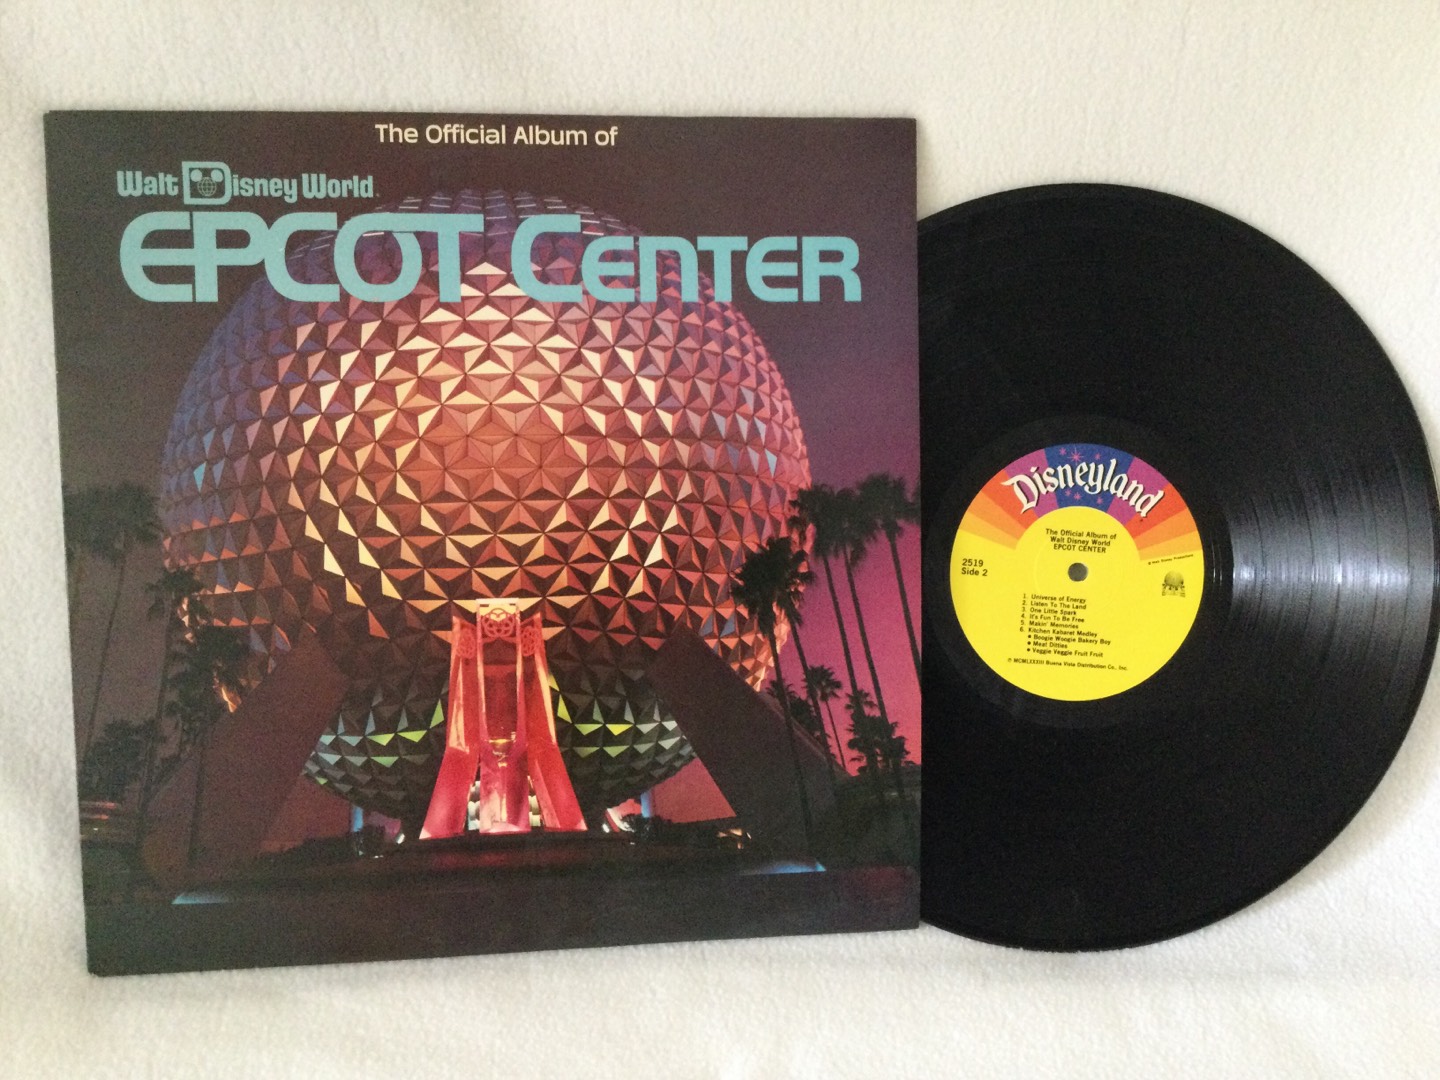 The Official Album of
Walt Disney World
EPCOT CENTER
Disneyland
The Official Album of
Walt Disney World
EPCOT CENTER
2519
Side 2
1. Universe of Energy
2. Listen To The Land
3. One Little Spark
4. It's Fun To Be Free
5. Makin' Memories
6. Kitchen Kabaret Medley
• Boogie Woogie Bakery Boy
• Meat Ditties
• Veggie Veggie Fruit Fruit
℗ MCMLXXXIII Buena Vista Distribution Co., Inc.